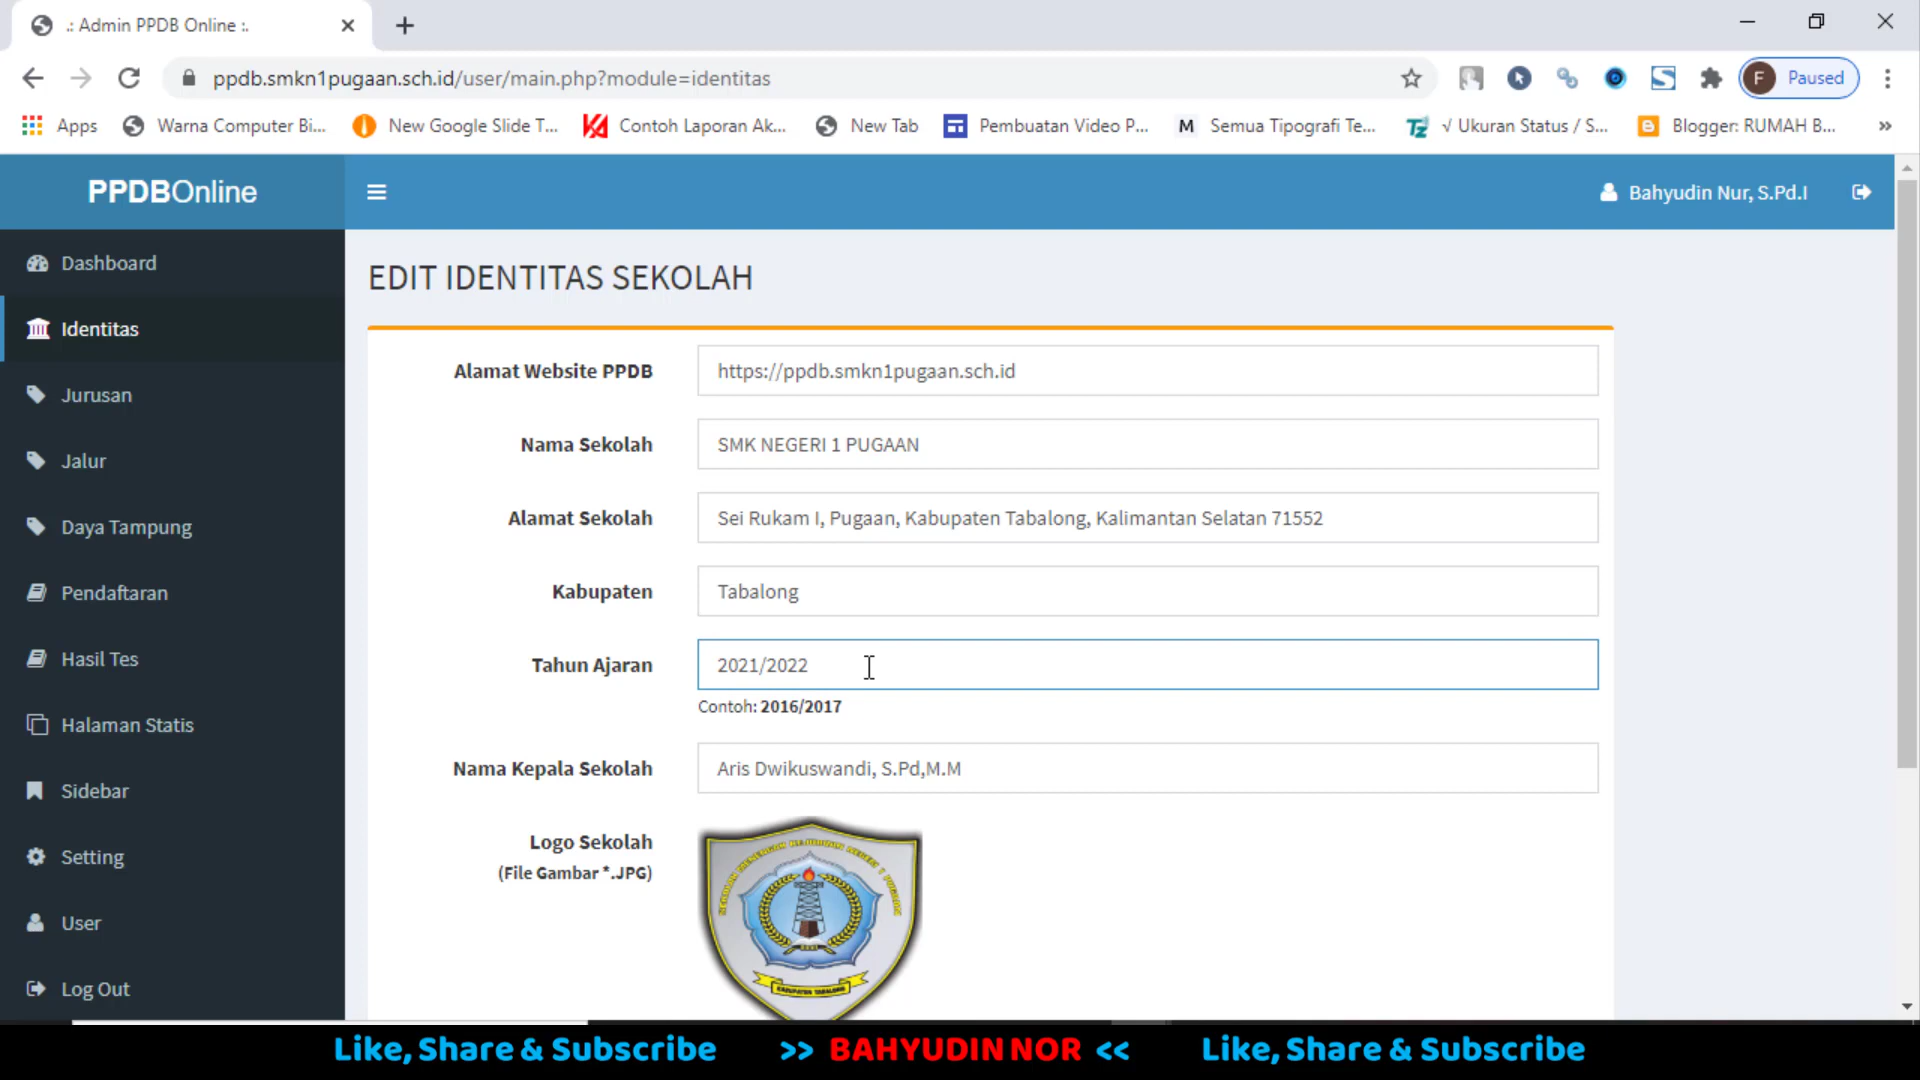 .: Admin PPDB Online :.
ppdb.smkn1pugaan.sch.id/user/main.php?module=identitas
F Paused
Apps
Warna Computer Bi...
New Google Slide T...
Contoh Laporan Ak...
New Tab
Pembuatan Video P...
M Semua Tipografi Te...
√ Ukuran Status / S...
Blogger: RUMAH B...
»
PPDBOnline
Bahyudin Nur, S.Pd.I
Dashboard
Identitas
Jurusan
Jalur
Daya Tampung
Pendaftaran
Hasil Tes
Halaman Statis
Sidebar
Setting
User
Log Out
EDIT IDENTITAS SEKOLAH
Alamat Website PPDB
https://ppdb.smkn1pugaan.sch.id
Nama Sekolah
SMK NEGERI 1 PUGAAN
Alamat Sekolah
Sei Rukam I, Pugaan, Kabupaten Tabalong, Kalimantan Selatan 71552
Kabupaten
Tabalong
Tahun Ajaran
2021/2022
Contoh: 2016/2017
Nama Kepala Sekolah
Aris Dwikuswandi, S.Pd,M.M
Logo Sekolah
(File Gambar *.JPG)
KABUPATEN TABALONG
Like, Share & Subscribe >> BAHYUDIN NOR << Like, Share & Subscribe